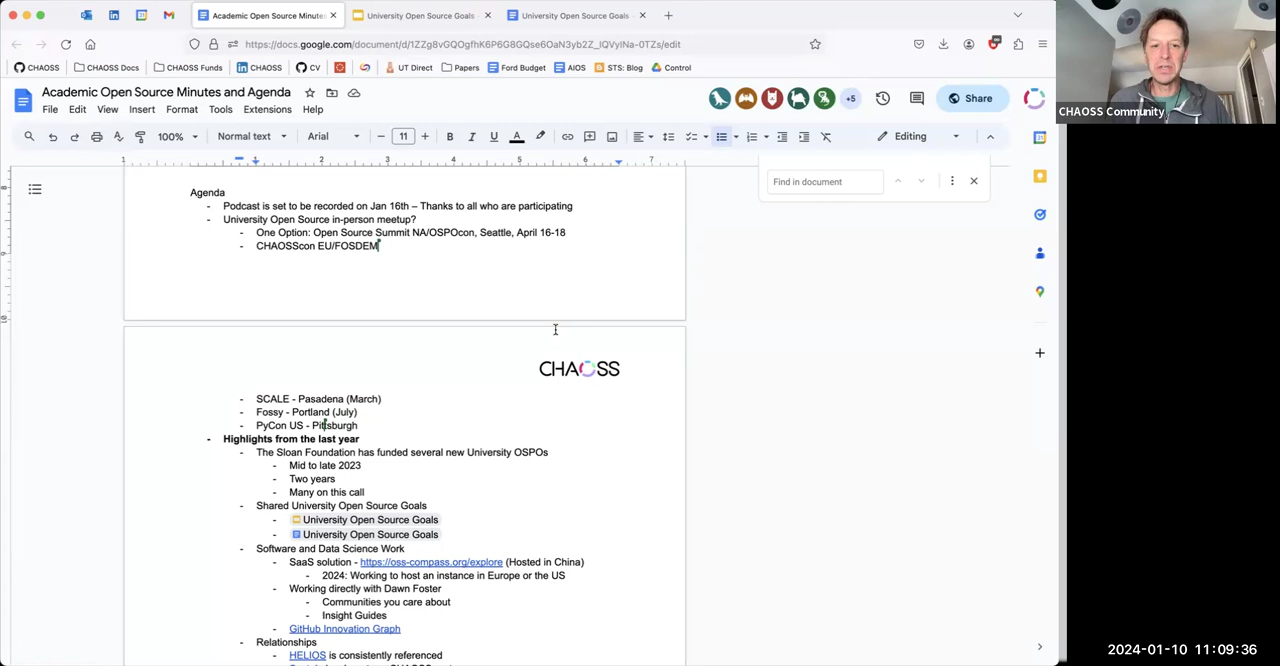 Academic Open Source Minutes
University Open Source Goals
University Open Source Goals
https://docs.google.com/document/d/1ZZg8vGQOgfhK6P6G8GQse6OaN3yb2Z_IQVyINa-0TZs/edit
CHAOSS
CHAOSS Docs
CHAOSS Funds
CHAOSS
CV
UT Direct
Papers
Ford Budget
AIOS
STS: Blog
Control
Academic Open Source Minutes and Agenda
File Edit View Insert Format Tools Extensions Help
+5
Share
100%
Normal text
Arial
11
Editing
1 1 2 3 4 5 6 7
Find in document
Agenda
- Podcast is set to be recorded on Jan 16th – Thanks to all who are participating
- University Open Source in-person meetup?
- One Option: Open Source Summit NA/OSPOcon, Seattle, April 16-18
- CHAOSScon EU/FOSDEM
CHAOSS
- SCALE - Pasadena (March)
- Fossy - Portland (July)
- PyCon US - Pittsburgh
- Highlights from the last year
- The Sloan Foundation has funded several new University OSPOs
- Mid to late 2023
- Two years
- Many on this call
- Shared University Open Source Goals
- University Open Source Goals
- University Open Source Goals
- Software and Data Science Work
- SaaS solution - https://oss-compass.org/explore (Hosted in China)
- 2024: Working to host an instance in Europe or the US
- Working directly with Dawn Foster
- Communities you care about
- Insight Guides
- GitHub Innovation Graph
- Relationships
- HELIOS is consistently referenced
CHAOSS Community
2024-01-10 11:09:36